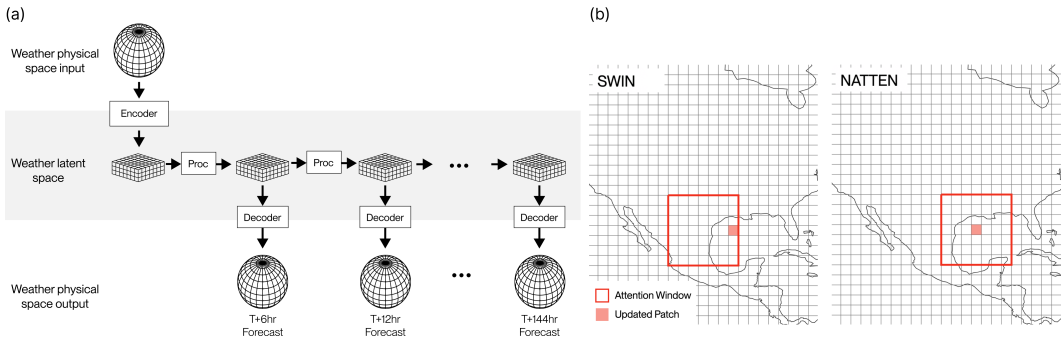 (a)
Weather physical
space input
Encoder
Weather latent
space
Proc
Proc
•••
Decoder
Decoder
Decoder
Weather physical
space output
•••
T+6hr
Forecast
T+12hr
Forecast
T+144hr
Forecast
(b)
SWIN
NATTEN
Attention Window
Updated Patch